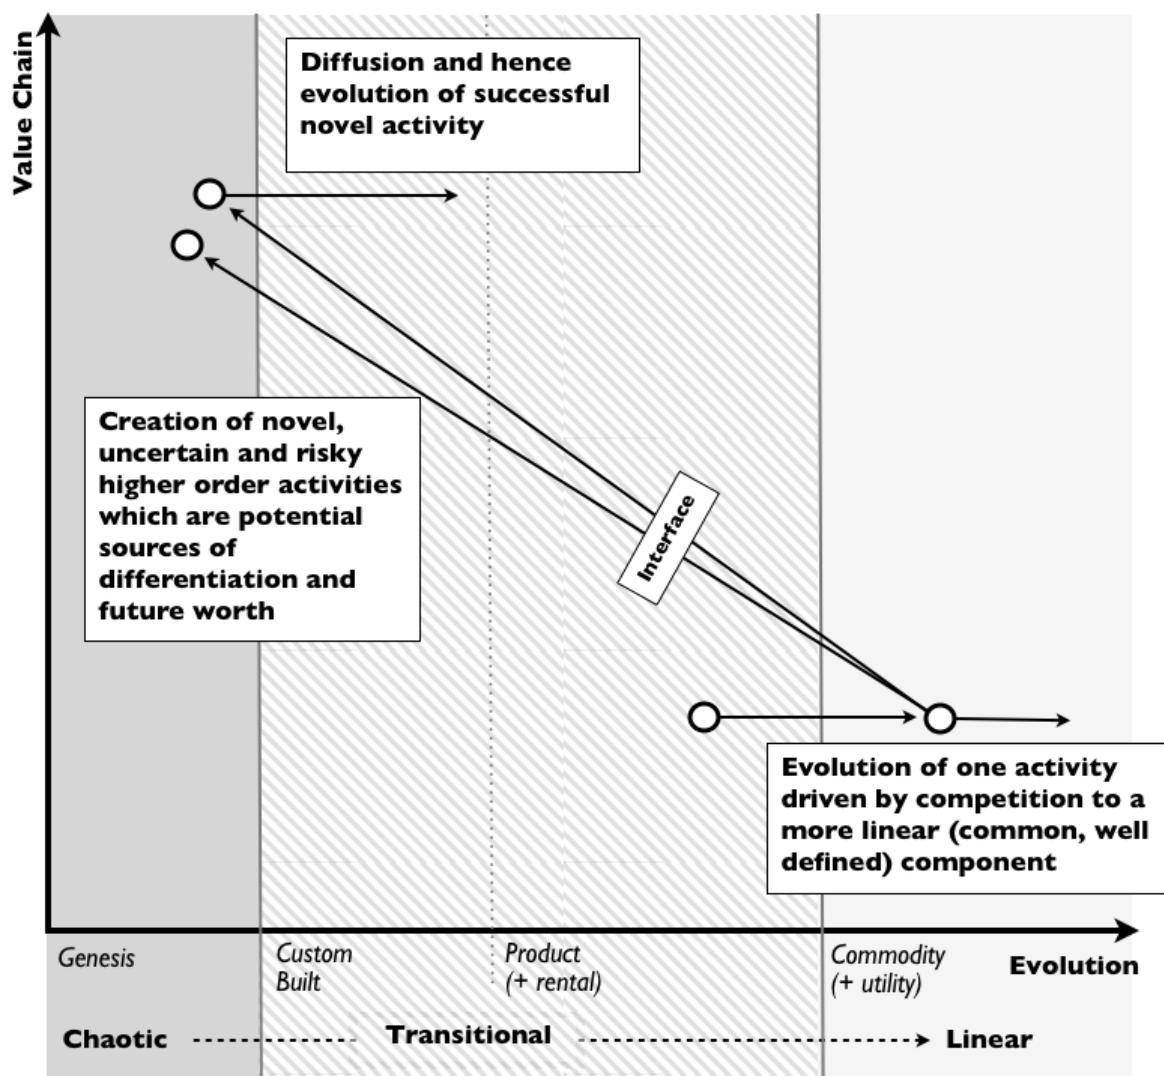 Value Chain
Diffusion and hence
evolution of successful
novel activity
Creation of novel,
uncertain and risky
higher order activities
which are potential
sources of
differentiation and
future worth
Interface
Evolution of one activity
driven by competition to a
more linear (common, well
defined) component
Genesis
Custom
Built
Product
(+ rental)
Commodity
(+ utility)
Evolution
Chaotic
Transitional
Linear